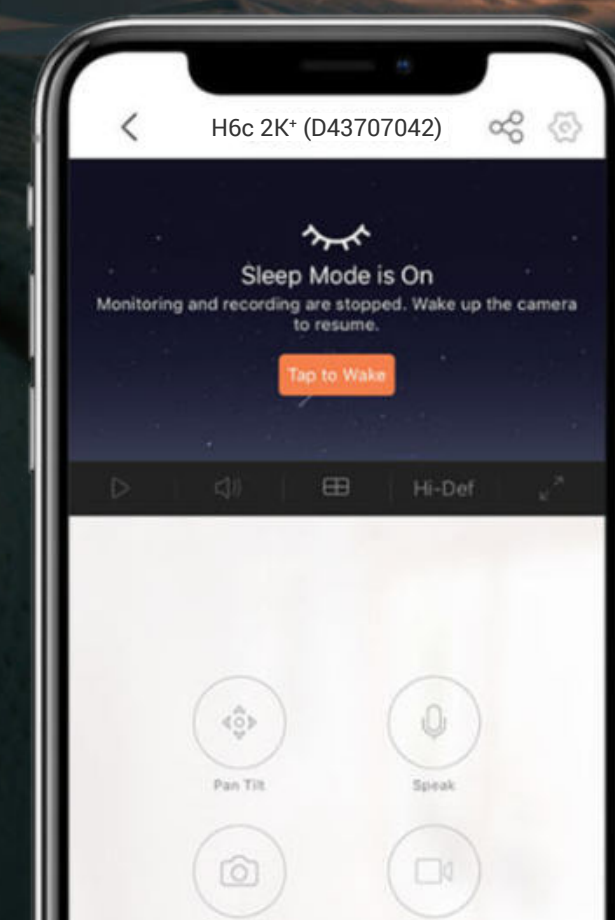 H6c 2K⁺ (D43707042)
Sleep Mode is On
Monitoring and recording are stopped. Wake up the camera
to resume.
Tap to Wake
Hi-Def
Pan Tilt
Speak